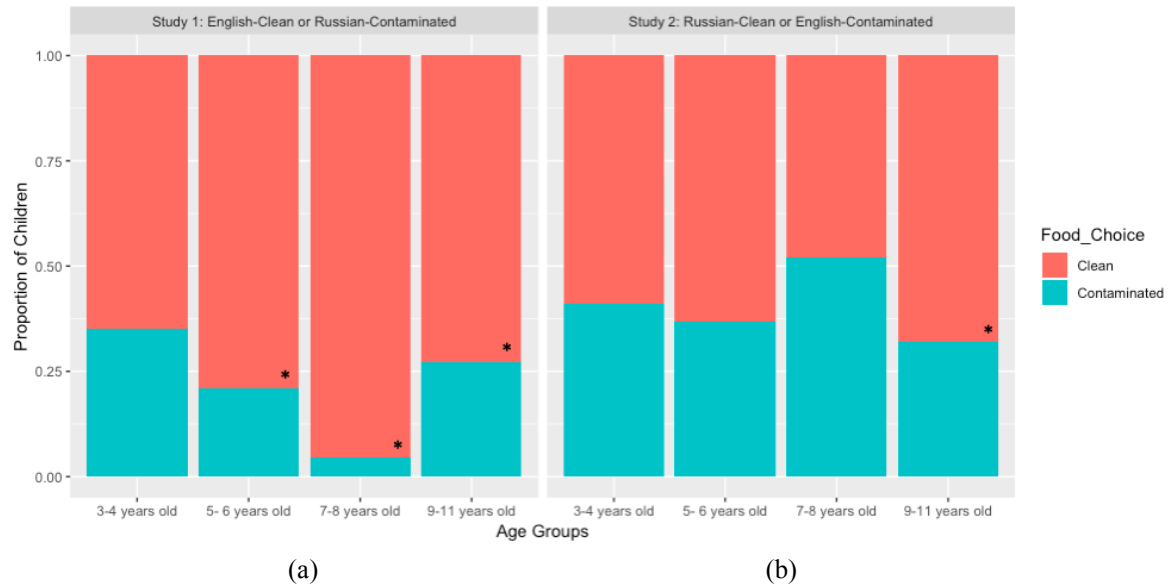 Study 1: English-Clean or Russian-Contaminated
Study 2: Russian-Clean or English-Contaminated
1.00
0.75
0.50
0.25
0.00
Proportion of Children
*
*
*
*
3-4 years old
5- 6 years old
7-8 years old
9-11 years old
3-4 years old
5- 6 years old
7-8 years old
9-11 years old
Age Groups
Food_Choice
Clean
Contaminated
(a)
(b)